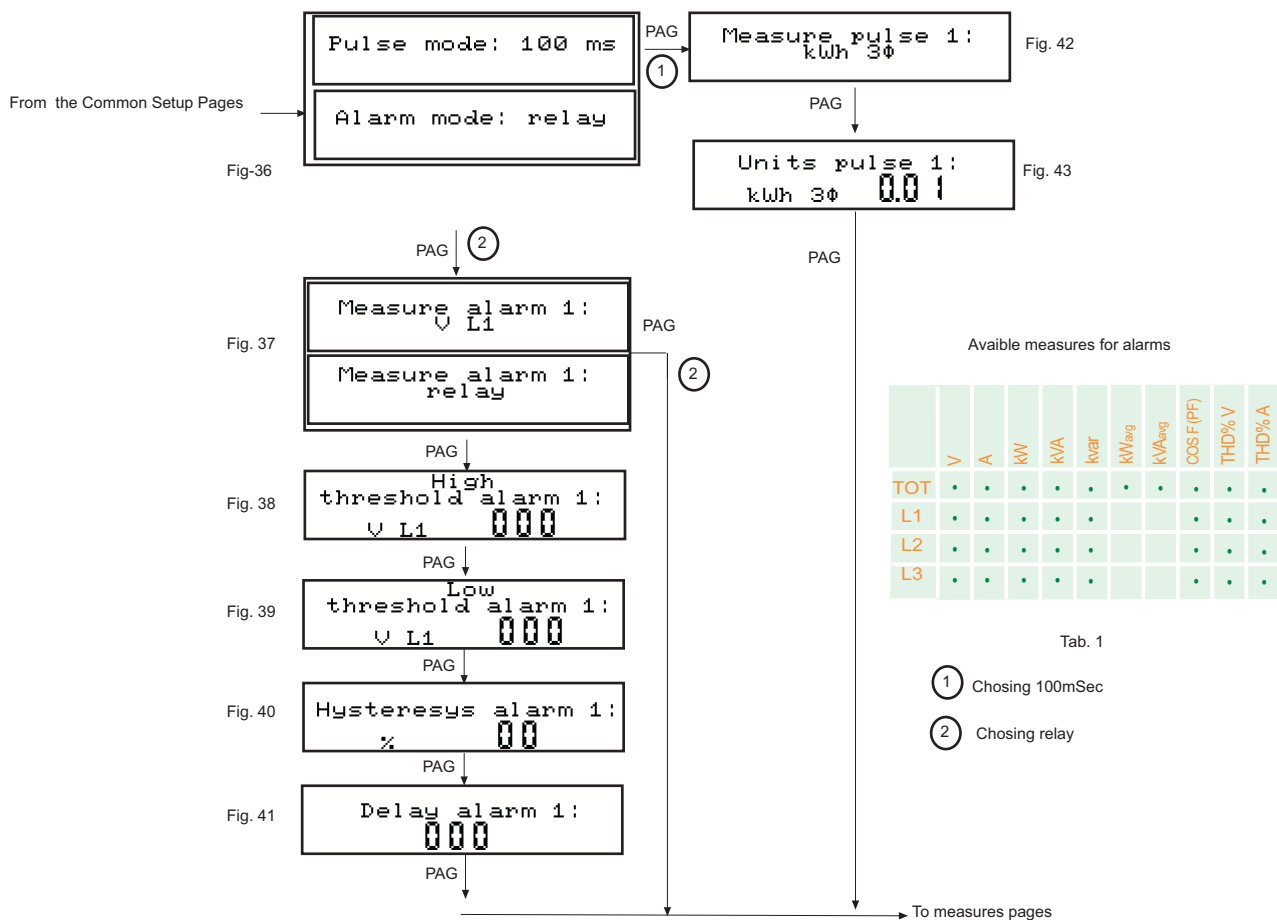 Pulse mode: 100 ms
PAG
1
Measure pulse 1:
kWh 3Φ
Fig. 42
From the Common Setup Pages
Alarm mode: relay
Fig-36
PAG
Units pulse 1:
kWh 3Φ 0.01
Fig. 43
PAG
2
PAG
Measure alarm 1:
V L1
Fig. 37
PAG
2
Measure alarm 1:
relay
PAG
High
threshold alarm 1:
V L1 000
Fig. 38
PAG
Low
threshold alarm 1:
V L1 000
Fig. 39
PAG
Hysteresys alarm 1:
% 00
Fig. 40
PAG
Delay alarm 1:
000
Fig. 41
PAG
To measures pages
Avaible measures for alarms
V A kW kVA kvar kWavg kVAavg COS F (PF) THD% V THD% A
TOT • • • • • • • • • •
L1 • • • • • • • •
L2 • • • • • • • •
L3 • • • • • • • •
Tab. 1
1 Chosing 100mSec
2 Chosing relay